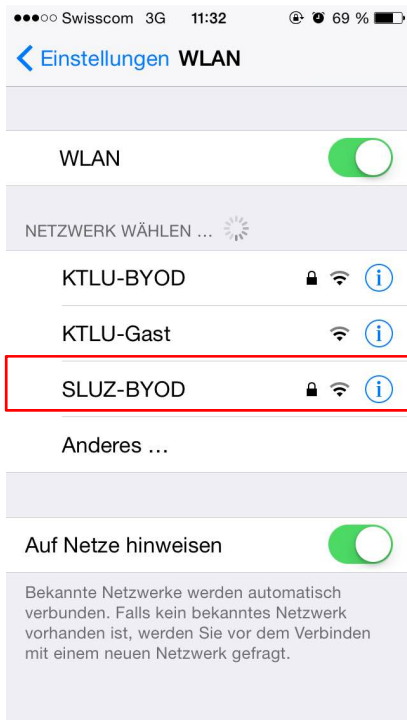 Swisscom 3G 11:32 69 %
Einstellungen WLAN
WLAN
NETZWERK WÄHLEN ...
KTLU-BYOD
KTLU-Gast
SLUZ-BYOD
Anderes ...
Auf Netze hinweisen
Bekannte Netzwerke werden automatisch
verbunden. Falls kein bekanntes Netzwerk
vorhanden ist, werden Sie vor dem Verbinden
mit einem neuen Netzwerk gefragt.